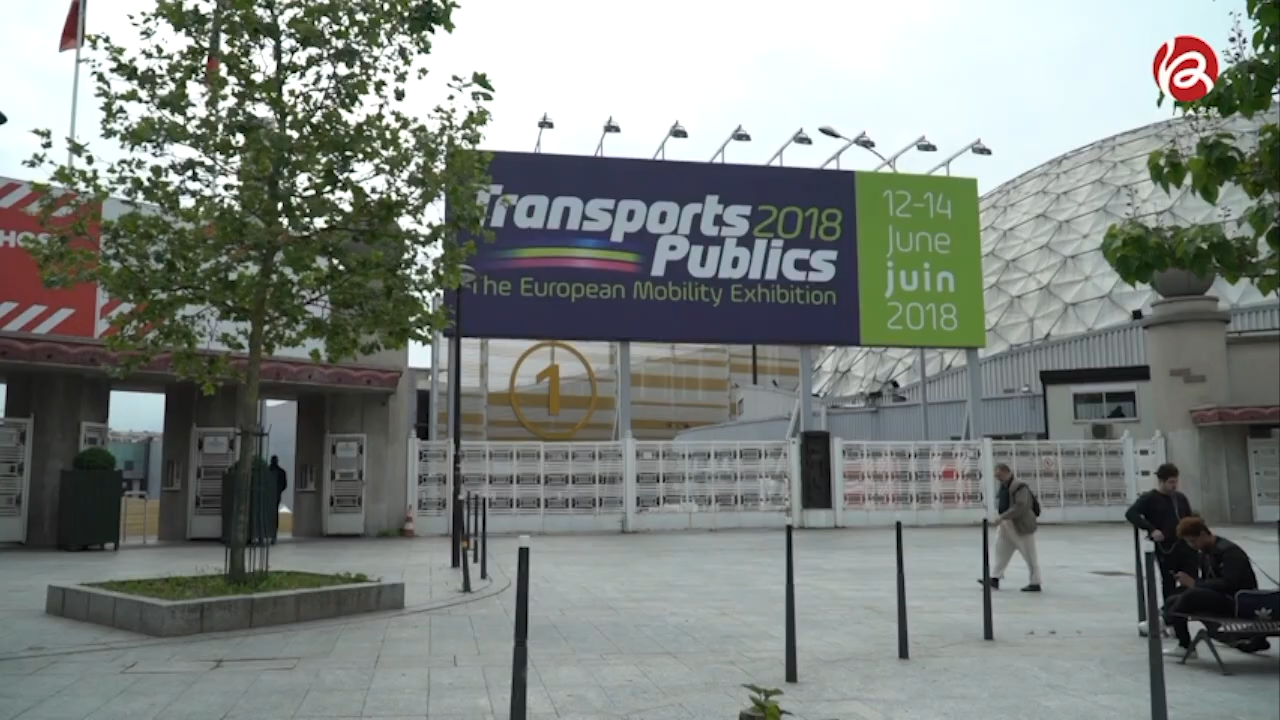 Transports 2018
Publics
The European Mobility Exhibition
12-14
June
juin
2018
1